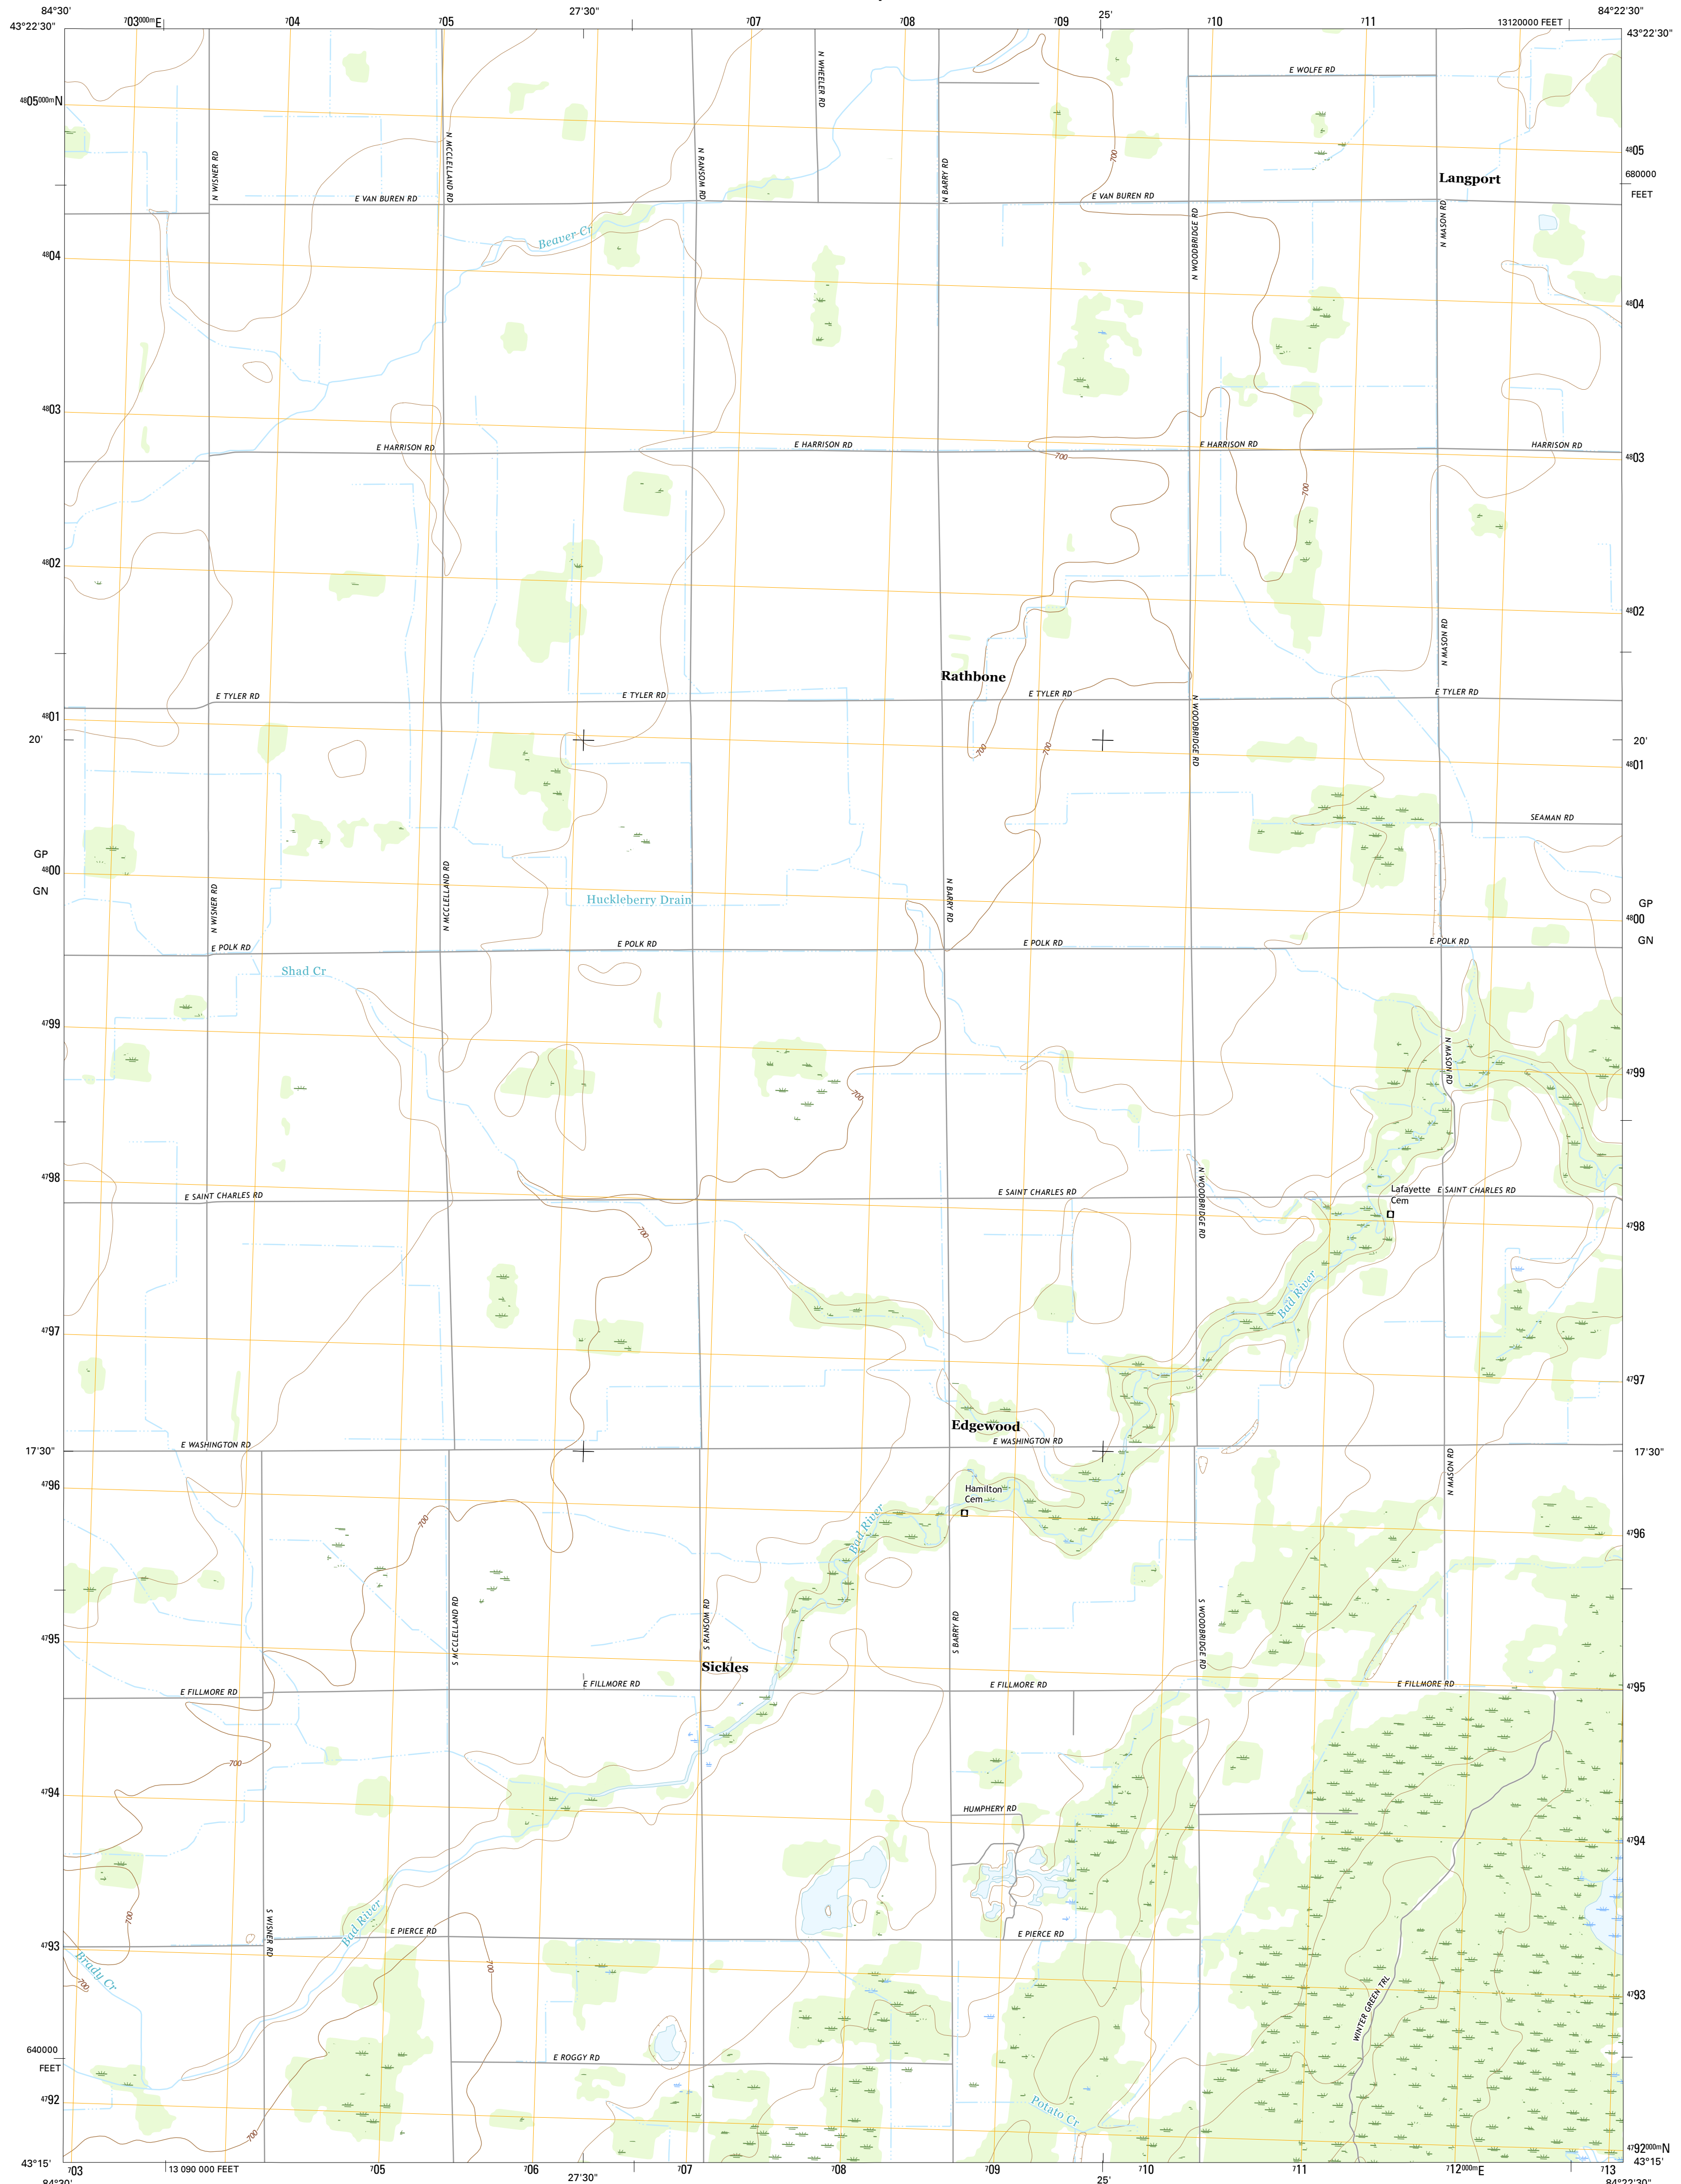 84°30'
703000mE
704
705
27'30"
707
708
709
25'
710
711
13120000 FEET
84°22'30"
43°22'30"
43°22'30"
N WHEELER RD
E WOLFE RD
4805000mN
N WISNER RD
N MCCLELLAND RD
N RANSOM RD
N BARRY RD
700
4805
Langport
680000
FEET
E VAN BUREN RD
E VAN BUREN RD
N WOODBRIDGE RD
N MASON RD
Beaver Cr
4804
4804
4803
E HARRISON RD
E HARRISON RD
E HARRISON RD
HARRISON RD
700
4803
700
4802
4802
N MASON RD
Rathbone
E TYLER RD
E TYLER RD
E TYLER RD
E TYLER RD
4801
N WOODBRIDGE RD
20'
700
700
20'
4801
SEAMAN RD
GP
4800
GN
N WISNER RD
N MCCLELLAND RD
Huckleberry Drain
N BARRY RD
GP
4800
GN
E POLK RD
E POLK RD
E POLK RD
E POLK RD
Shad Cr
4799
N MASON RD
4799
700
4798
E SAINT CHARLES RD
E SAINT CHARLES RD
N WOODBRIDGE RD
Lafayette
Cem
E SAINT CHARLES RD
700
4798
Bad River
4797
4797
Edgewood
E WASHINGTON RD
E WASHINGTON RD
17'30"
17'30"
N MASON RD
4796
Hamilton
Cem
700
Bad River
4796
S MCCLELLAND RD
S RANSOM RD
S BARRY RD
S WOODBRIDGE RD
4795
Sickles
E FILLMORE RD
E FILLMORE RD
E FILLMORE RD
E FILLMORE RD
4795
700
4794
HUMPHERY RD
4794
S WISNER RD
Bad River
700
E PIERCE RD
E PIERCE RD
4793
Brady Cr
700
700
4793
WINTER GREEN TRL
640000
FEET
E ROGGY RD
4792
Potato Cr
700
4792000mN
43°15'
43°15'
703
13 090 000 FEET
705
706
27'30"
707
708
709
25'
710
711
712000mE
713
84°30'
84°22'30"